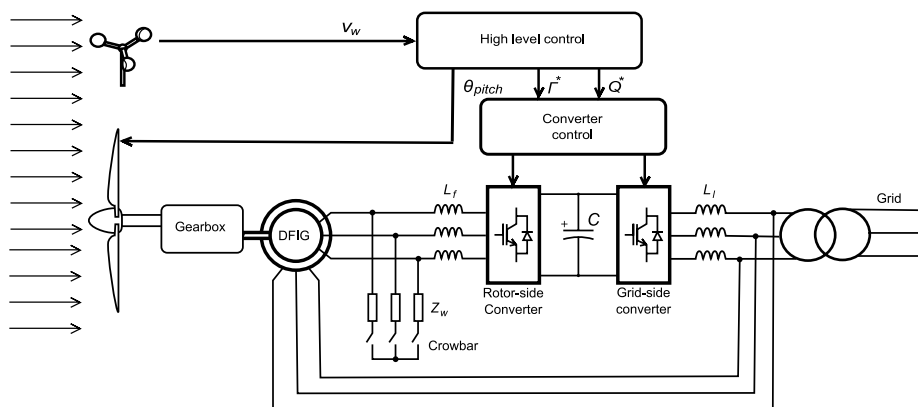 v_w
High level control
θ_pitch
Γ*
Q*
Converter
control
L_f
L_l
Grid
Gearbox
DFIG
+
C
Rotor-side
Converter
Grid-side
converter
Z_w
Crowbar